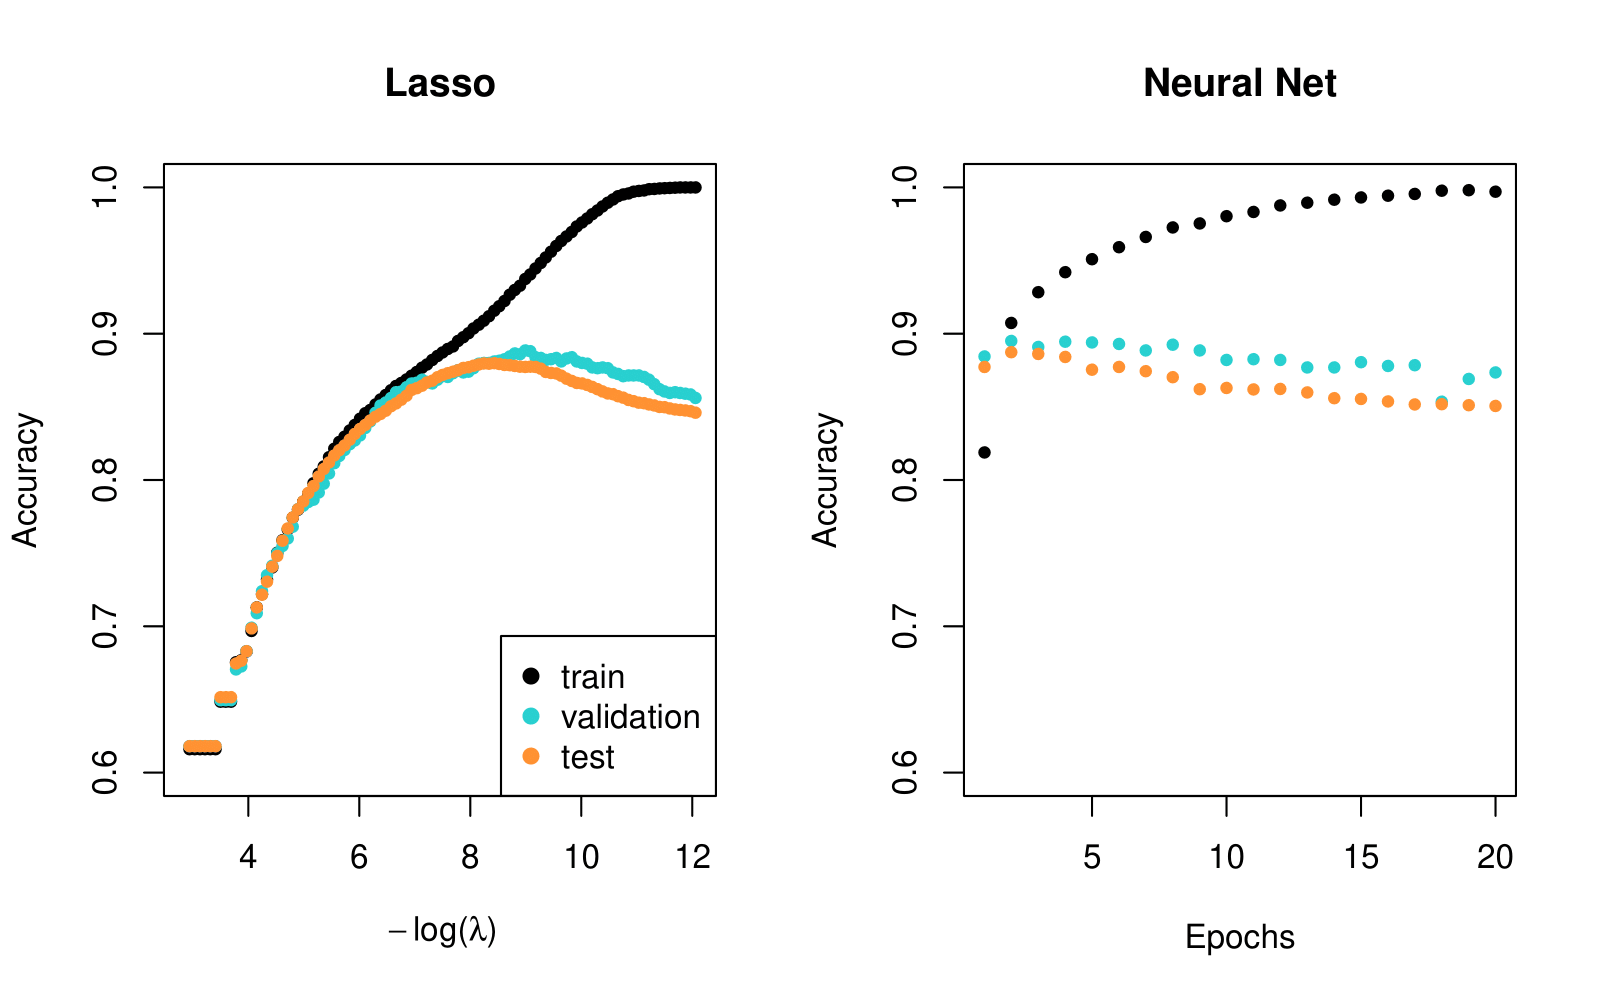 Lasso
Accuracy
1.0
0.9
0.8
0.7
0.6
4 6 8 10 12
−log(λ)
train
validation
test
Neural Net
Accuracy
1.0
0.9
0.8
0.7
0.6
5 10 15 20
Epochs